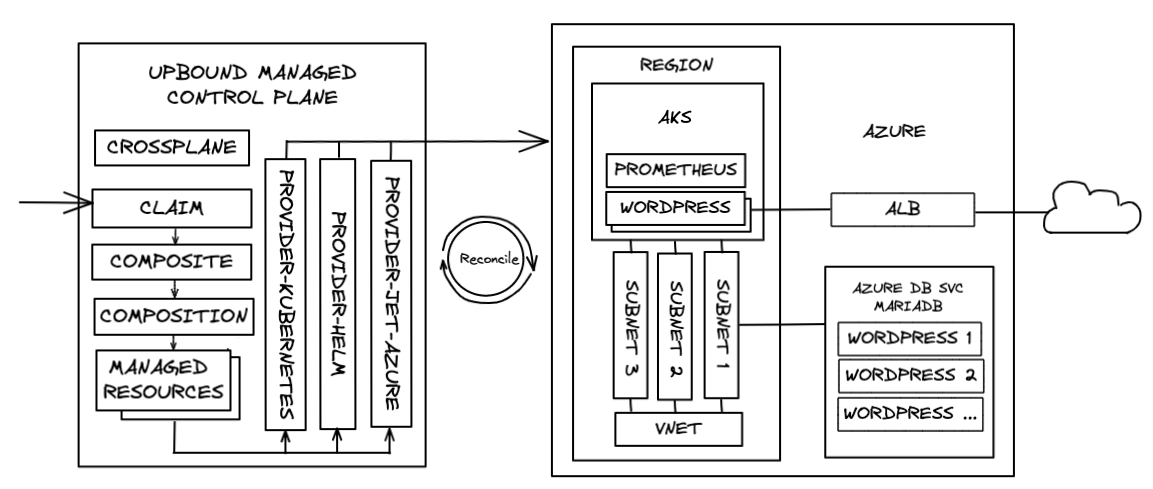 UPBOUND MANAGED
CONTROL PLANE
CROSSPLANE
CLAIM
COMPOSITE
COMPOSITION
MANAGED
RESOURCES
PROVIDER-KUBERNETES
PROVIDER-HELM
PROVIDER-JET-AZURE
Reconcile
REGION
AKS
PROMETHEUS
WORDPRESS
SUBNET 3
SUBNET 2
SUBNET 1
VNET
AZURE
ALB
AZURE DB SVC
MARIADB
WORDPRESS 1
WORDPRESS 2
WORDPRESS ...